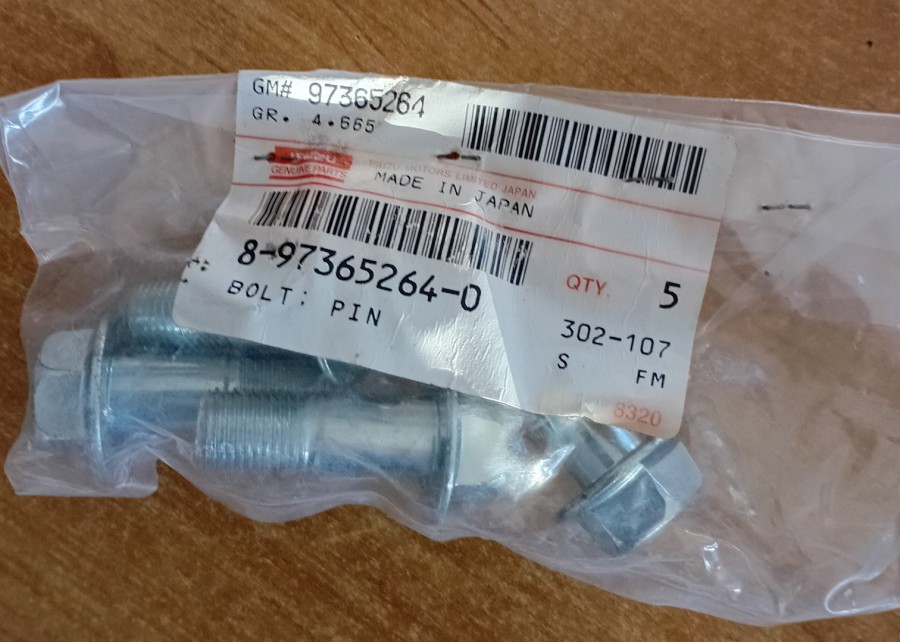 GM# 97365264
GR. 4.665
ISUZU
GENUINE PARTS
ISUZU MOTORS LIMITED JAPAN
MADE IN JAPAN
8-97365264-0
BOLT; PIN
QTY. 5
302-107
S FM
8320